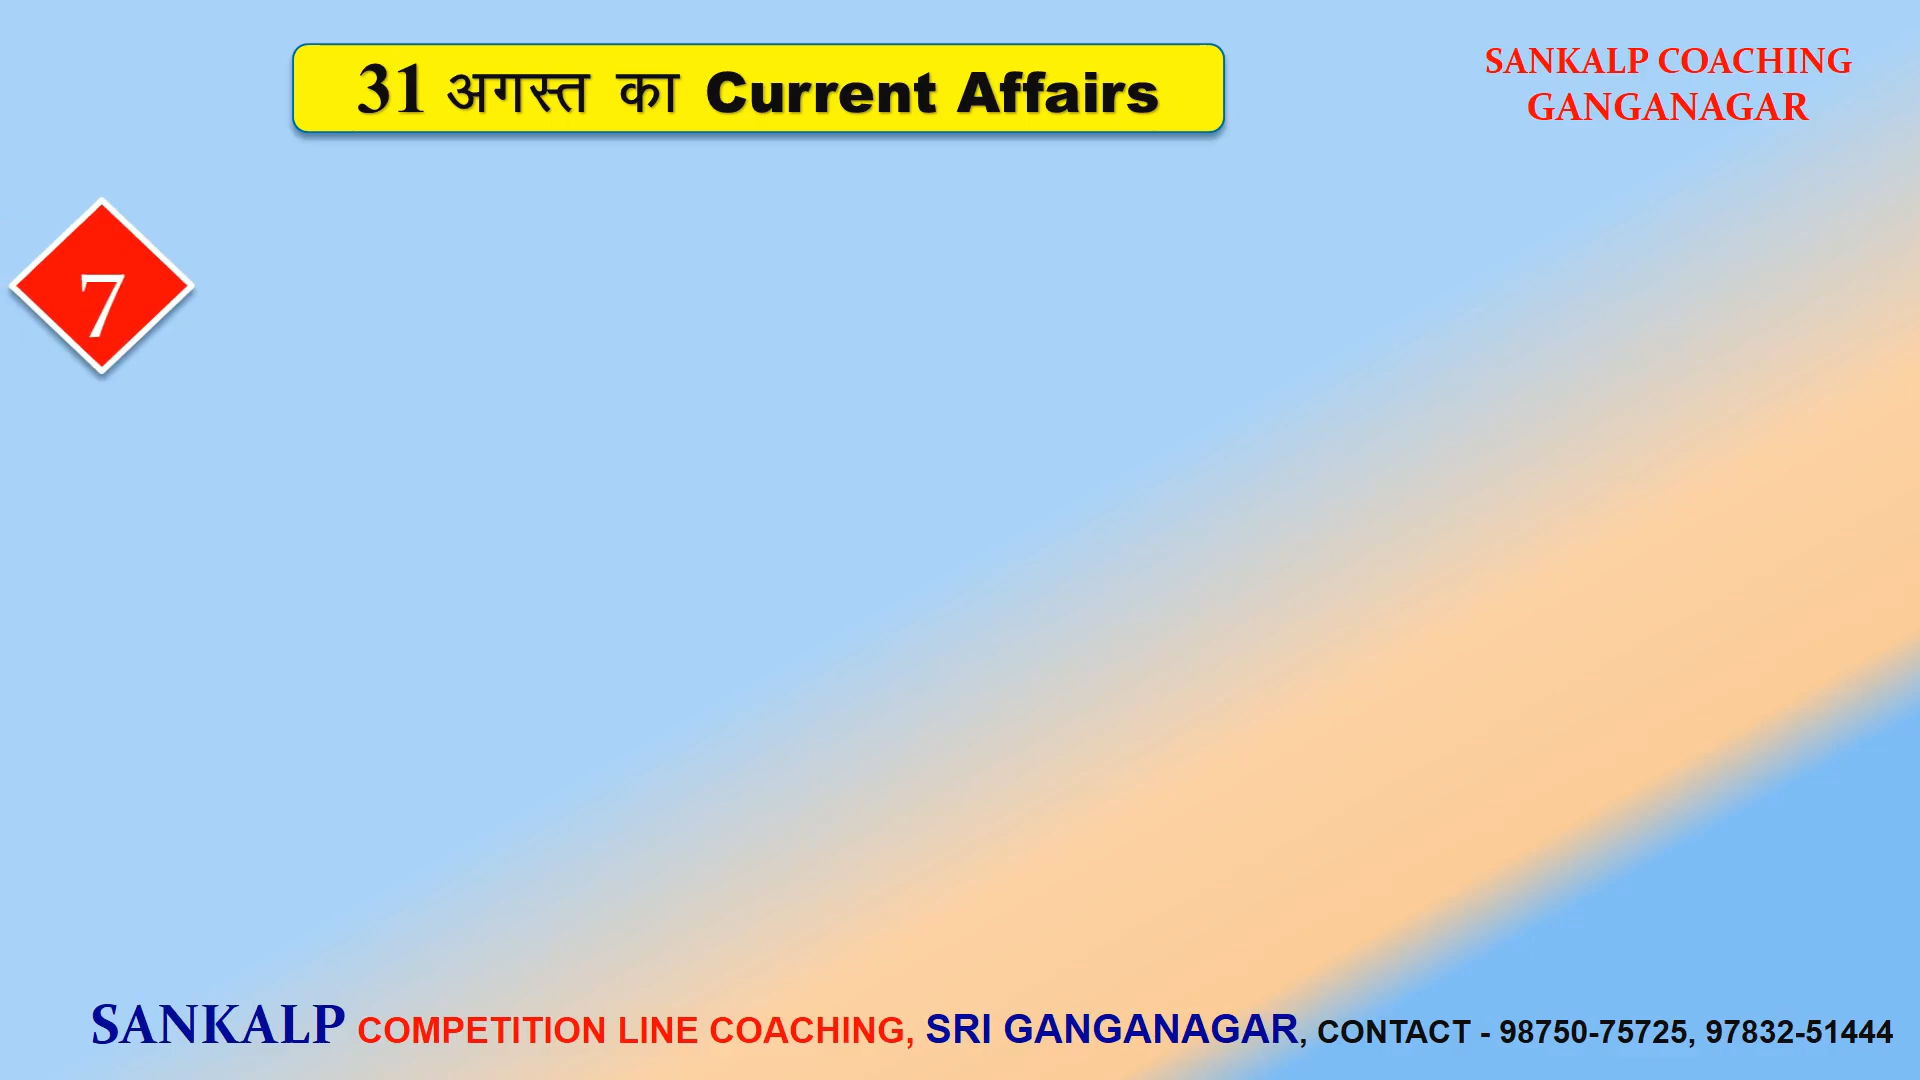 31 अगस्त का Current Affairs
SANKALP COACHING
GANGANAGAR
7
SANKALP COMPETITION LINE COACHING, SRI GANGANAGAR, CONTACT - 98750-75725, 97832-51444